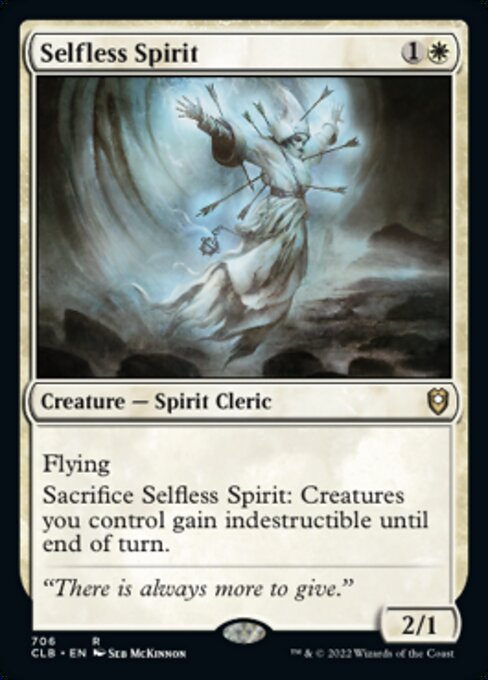 Selfless Spirit 1
Creature — Spirit Cleric
Flying
Sacrifice Selfless Spirit: Creatures
you control gain indestructible until
end of turn.
“There is always more to give.”
2/1
706 R
CLB • EN Seb McKinnon
™ & © 2022 Wizards of the Coast